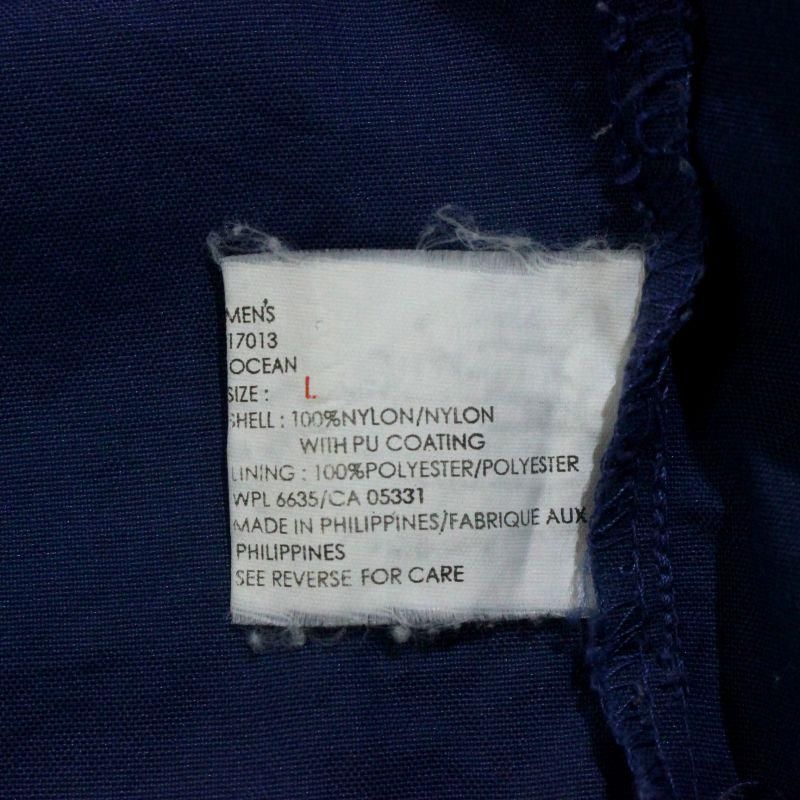 MEN'S
17013
OCEAN
SIZE : L
SHELL : 100%NYLON/NYLON
WITH PU COATING
LINING : 100%POLYESTER/POLYESTER
WPL 6635/CA 05331
MADE IN PHILIPPINES/FABRIQUE AUX
PHILIPPINES
SEE REVERSE FOR CARE